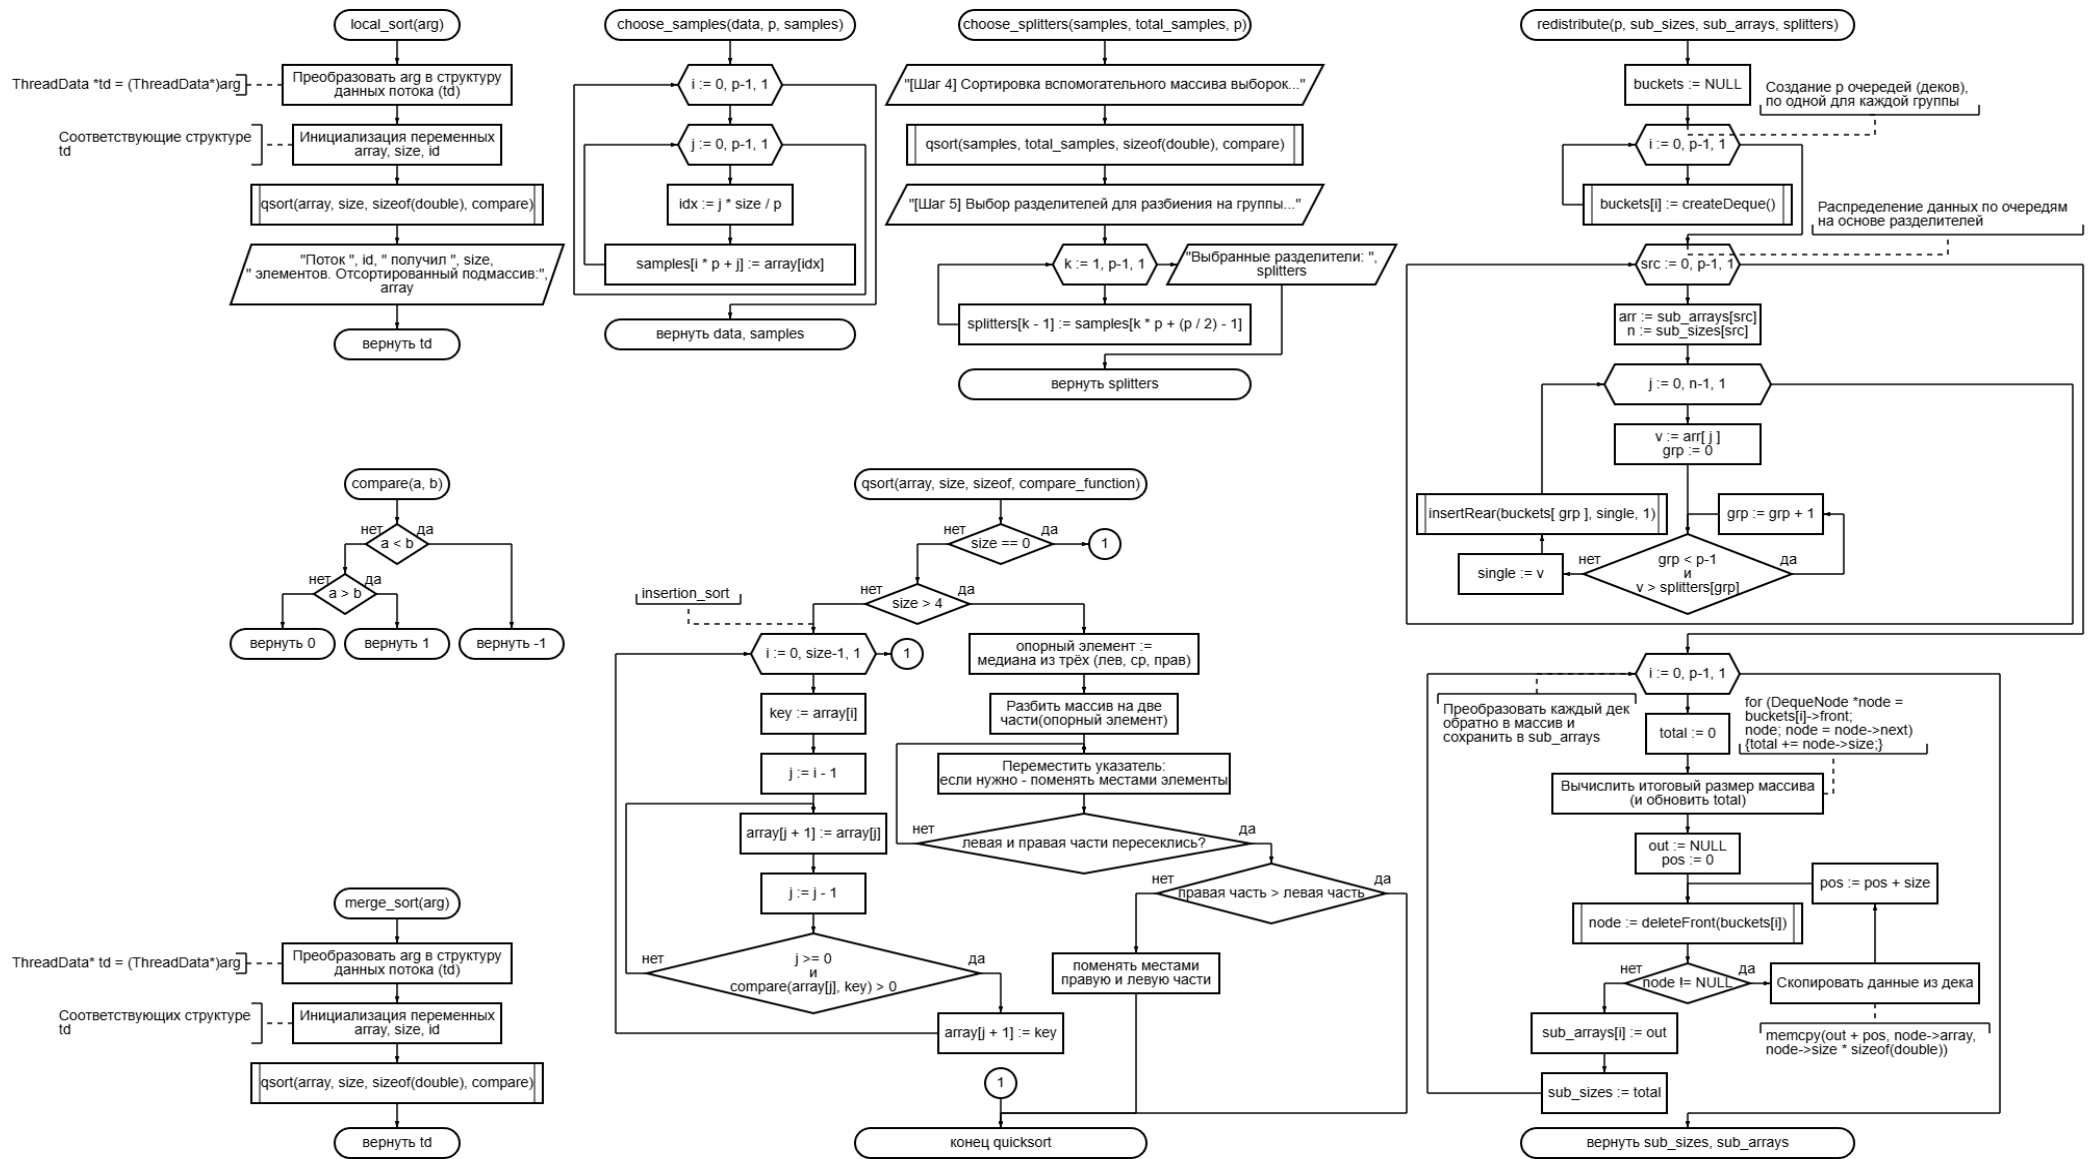 local_sort(arg)
ThreadData *td = (ThreadData*)arg
Преобразовать arg в структуру
данных потока (td)
Соответствующие структуре
td
Инициализация переменных
array, size, id
qsort(array, size, sizeof(double), compare)
"Поток ", id, " получил ", size,
" элементов. Отсортированный подмассив:",
array
вернуть td
choose_samples(data, p, samples)
i := 0, p-1, 1
j := 0, p-1, 1
idx := j * size / p
samples[i * p + j] := array[idx]
вернуть data, samples
choose_splitters(samples, total_samples, p)
"[Шаг 4] Сортировка вспомогательного массива выборок..."
qsort(samples, total_samples, sizeof(double), compare)
"[Шаг 5] Выбор разделителей для разбиения на группы..."
k := 1, p-1, 1
"Выбранные разделители: ",
splitters
splitters[k - 1] := samples[k * p + (p / 2) - 1]
вернуть splitters
redistribute(p, sub_sizes, sub_arrays, splitters)
buckets := NULL
Создание p очередей (деков),
по одной для каждой группы
i := 0, p-1, 1
buckets[i] := createDeque()
Распределение данных по очередям
на основе разделителей
src := 0, p-1, 1
arr := sub_arrays[src]
n := sub_sizes[src]
j := 0, n-1, 1
v := arr[ j ]
grp := 0
insertRear(buckets[ grp ], single, 1)
grp := grp + 1
single := v
нет
grp < p-1
и
v > splitters[grp]
да
i := 0, p-1, 1
Преобразовать каждый дек
обратно в массив и
сохранить в sub_arrays
total := 0
for (DequeNode *node =
buckets[i]->front;
node; node = node->next)
{total += node->size;}
Вычислить итоговый размер массива
(и обновить total)
out := NULL
pos := 0
pos := pos + size
node := deleteFront(buckets[i])
нет
node != NULL
да
Скопировать данные из дека
sub_arrays[i] := out
memcpy(out + pos, node->array,
node->size * sizeof(double))
sub_sizes := total
вернуть sub_sizes, sub_arrays
compare(a, b)
нет
да
a < b
нет
да
a > b
вернуть 0
вернуть 1
вернуть -1
qsort(array, size, sizeof, compare_function)
нет
да
size == 0
1
нет
да
size > 4
insertion_sort
i := 0, size-1, 1
1
key := array[i]
j := i - 1
array[j + 1] := array[j]
j := j - 1
нет
j >= 0
и
compare(array[j], key) > 0
да
array[j + 1] := key
опорный элемент :=
медиана из трёх (лев, ср, прав)
Разбить массив на две
части(опорный элемент)
Переместить указатель:
если нужно - поменять местами элементы
нет
да
левая и правая части пересеклись?
нет
да
правая часть > левая часть
поменять местами
правую и левую части
1
конец quicksort
merge_sort(arg)
ThreadData* td = (ThreadData*)arg
Преобразовать arg в структуру
данных потока (td)
Соответствующих структуре
td
Инициализация переменных
array, size, id
qsort(array, size, sizeof(double), compare)
вернуть td